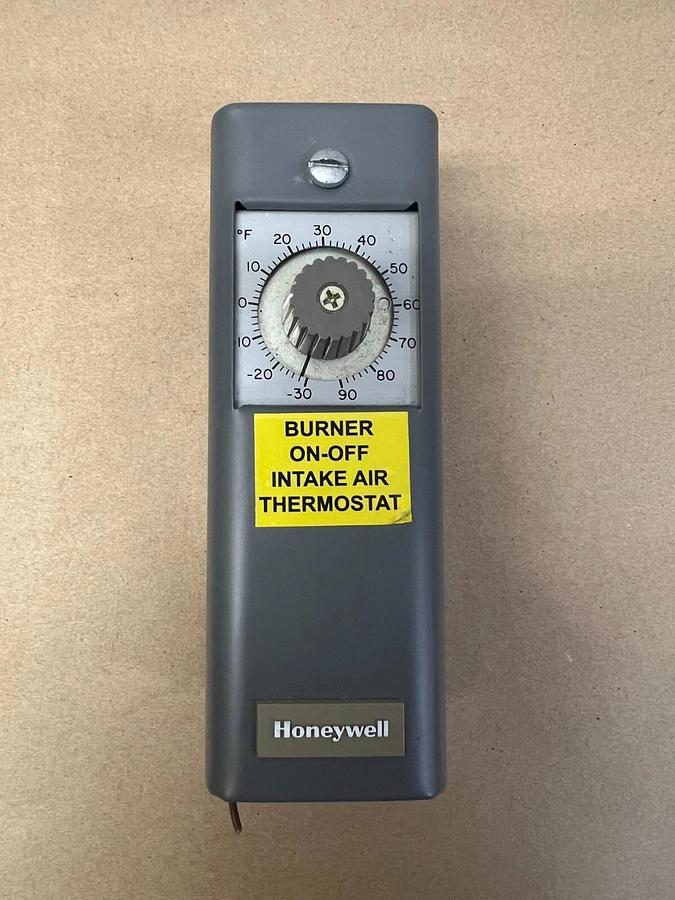 °F
30
20
40
10
50
0
60
10
70
-20
80
-30
90
BURNER
ON-OFF
INTAKE AIR
THERMOSTAT
Honeywell